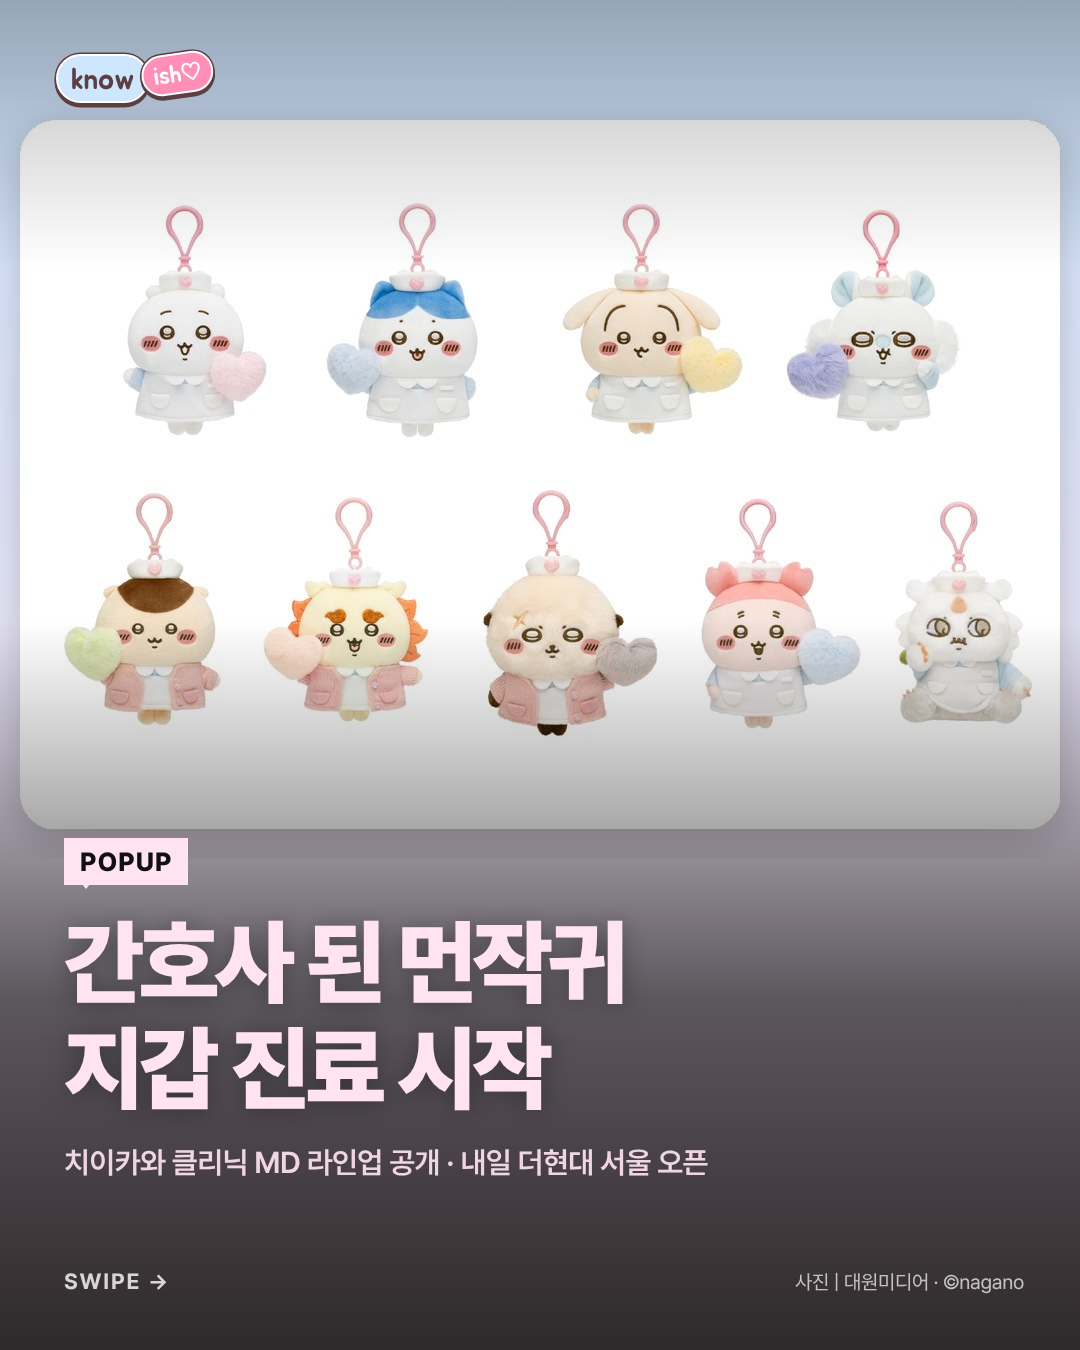 know ish♡
POPUP
간호사 된 먼작귀
지갑 진료 시작
치이카와 클리닉 MD 라인업 공개 · 내일 더현대 서울 오픈
SWIPE →
사진 | 대원미디어 · ©nagano